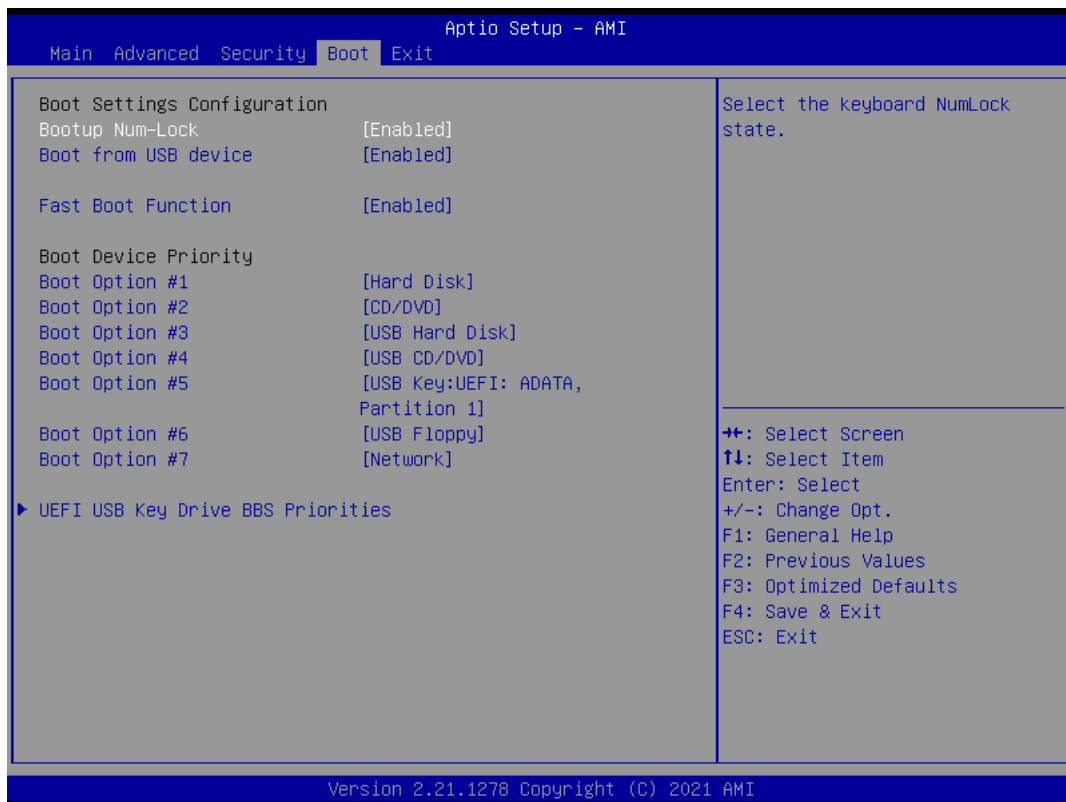 Aptio Setup – AMI
Main Advanced Security Boot Exit
Boot Settings Configuration
Bootup Num-Lock [Enabled]
Boot from USB device [Enabled]
Fast Boot Function [Enabled]
Boot Device Priority
Boot Option #1 [Hard Disk]
Boot Option #2 [CD/DVD]
Boot Option #3 [USB Hard Disk]
Boot Option #4 [USB CD/DVD]
Boot Option #5 [USB Key:UEFI: ADATA,
Partition 1]
Boot Option #6 [USB Floppy]
Boot Option #7 [Network]
UEFI USB Key Drive BBS Priorities
Select the keyboard NumLock
state.
→←: Select Screen
↑↓: Select Item
Enter: Select
+/-: Change Opt.
F1: General Help
F2: Previous Values
F3: Optimized Defaults
F4: Save & Exit
ESC: Exit
Version 2.21.1278 Copyright (C) 2021 AMI